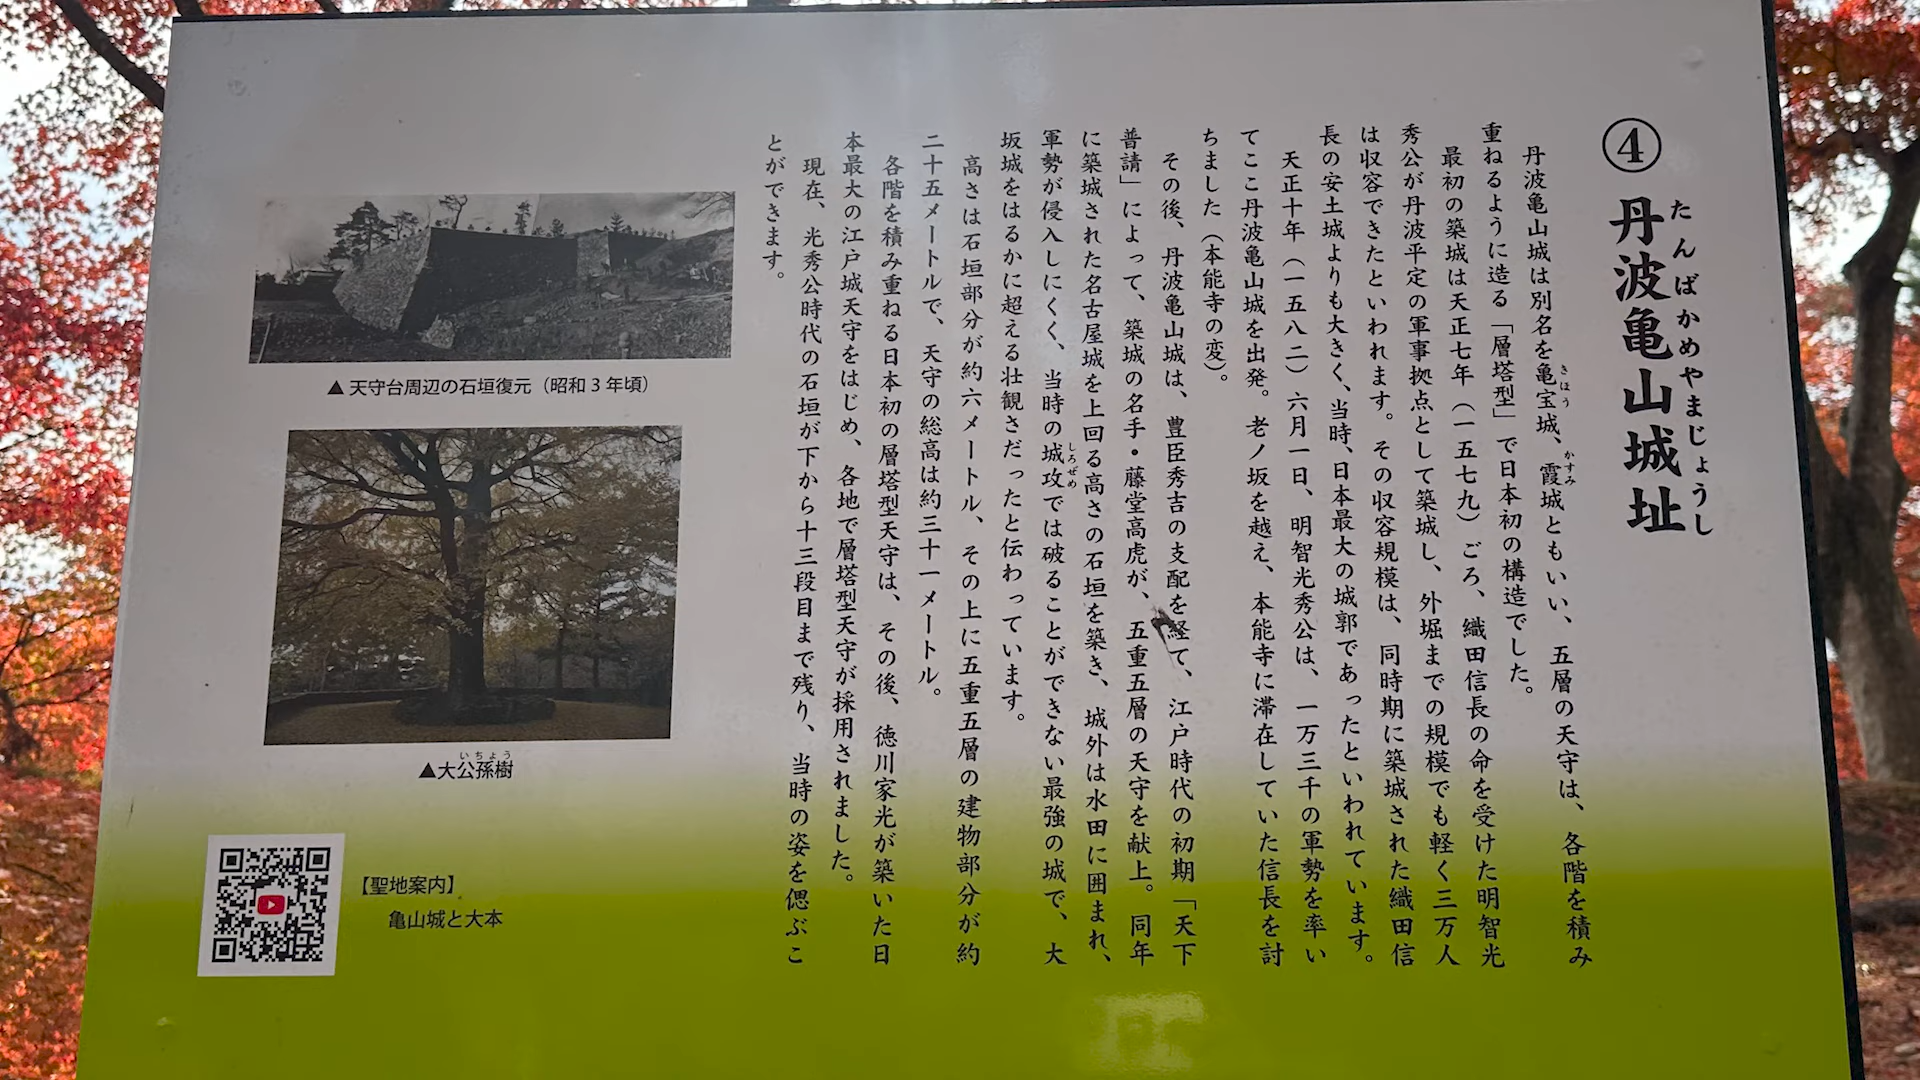 ④ 丹波亀山城址
たんばかめやまじょうし
丹波亀山城は別名を亀宝城、霞城ともいい、五層の天守は、各階を積み
きほう
かすみ
重ねるように造る「層塔型」で日本初の構造でした。
最初の築城は天正七年（一五七九）ごろ、織田信長の命を受けた明智光
秀公が丹波平定の軍事拠点として築城し、外堀までの規模でも軽く三万人
は収容できたといわれます。その収容規模は、同時期に築城された織田信
長の安土城よりも大きく、当時、日本最大の城郭であったといわれています。
天正十年（一五八二）六月一日、明智光秀公は、一万三千の軍勢を率い
てここ丹波亀山城を出発。老ノ坂を越え、本能寺に滞在していた信長を討
ちました（本能寺の変）。
その後、丹波亀山城は、豊臣秀吉の支配を経て、江戸時代の初期「天下
普請」によって、築城の名手・藤堂高虎が、五重五層の天守を献上。同年
に築城された名古屋城を上回る高さの石垣を築き、城外は水田に囲まれ、
軍勢が侵入しにくく、当時の城攻では破ることができない最強の城で、大
しろぜめ
坂城をはるかに超える壮観さだったと伝わっています。
高さは石垣部分が約六メートル、その上に五重五層の建物部分が約
二十五メートルで、天守の総高は約三十一メートル。
各階を積み重ねる日本初の層塔型天守は、その後、徳川家光が築いた日
本最大の江戸城天守をはじめ、各地で層塔型天守が採用されました。
現在、光秀公時代の石垣が下から十三段目まで残り、当時の姿を偲ぶこ
とができます。
▲天守台周辺の石垣復元（昭和3年頃）
いちょう
▲大公孫樹
【聖地案内】
亀山城と大本